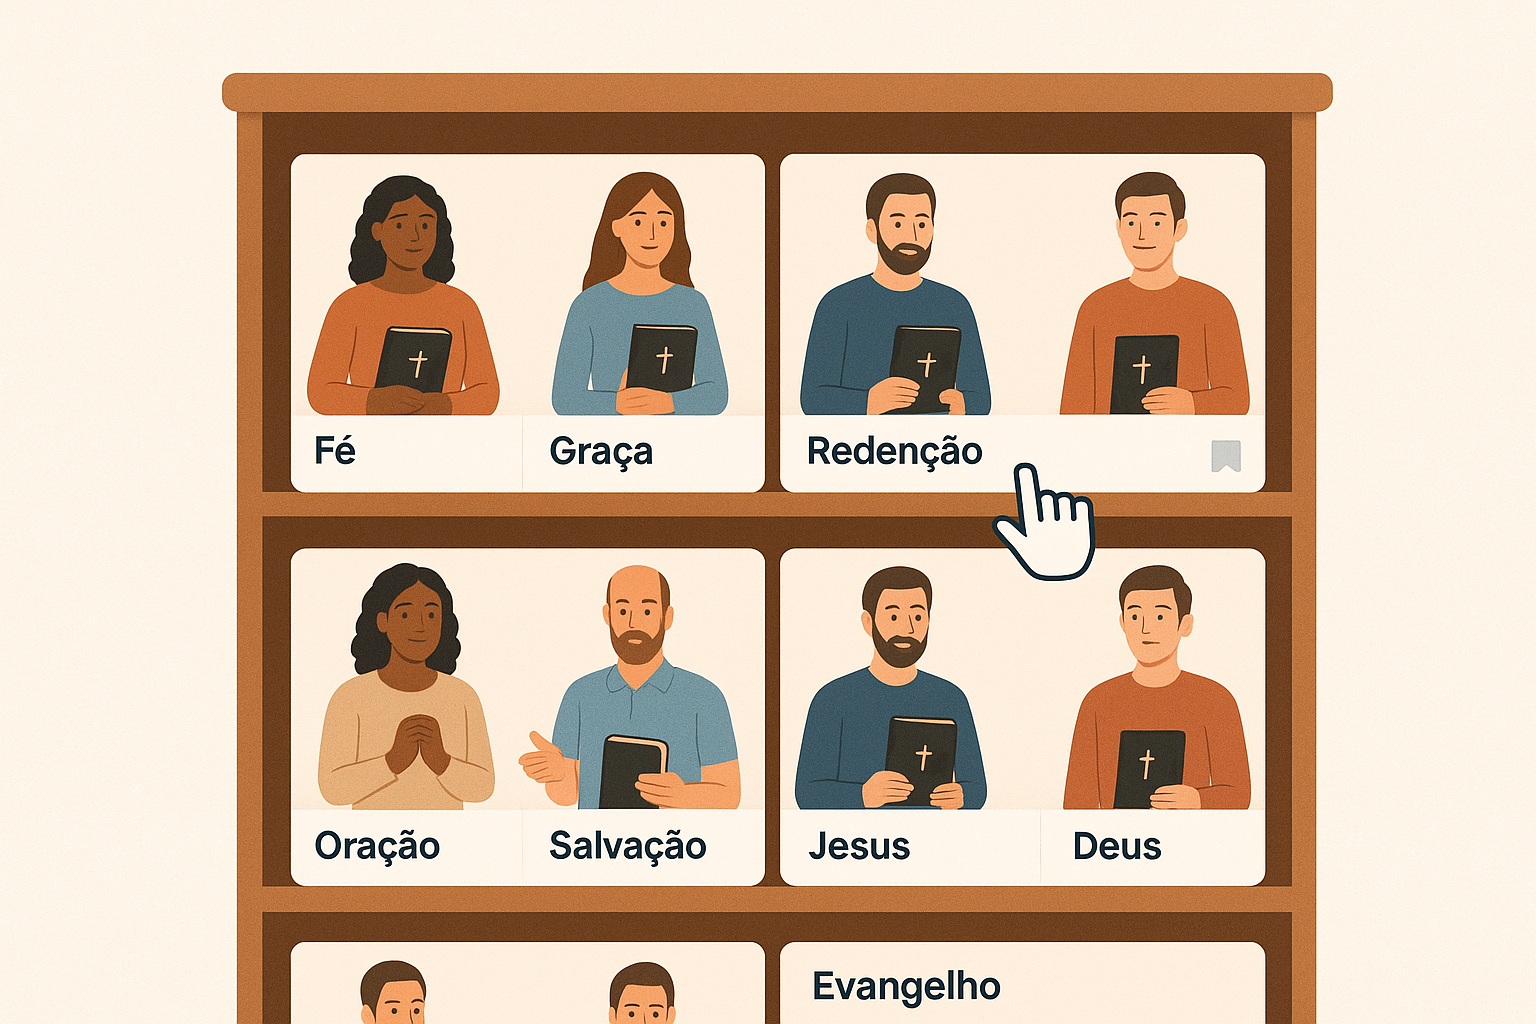 Fé
Graça
Redenção
Oração
Salvação
Jesus
Deus
Evangelho